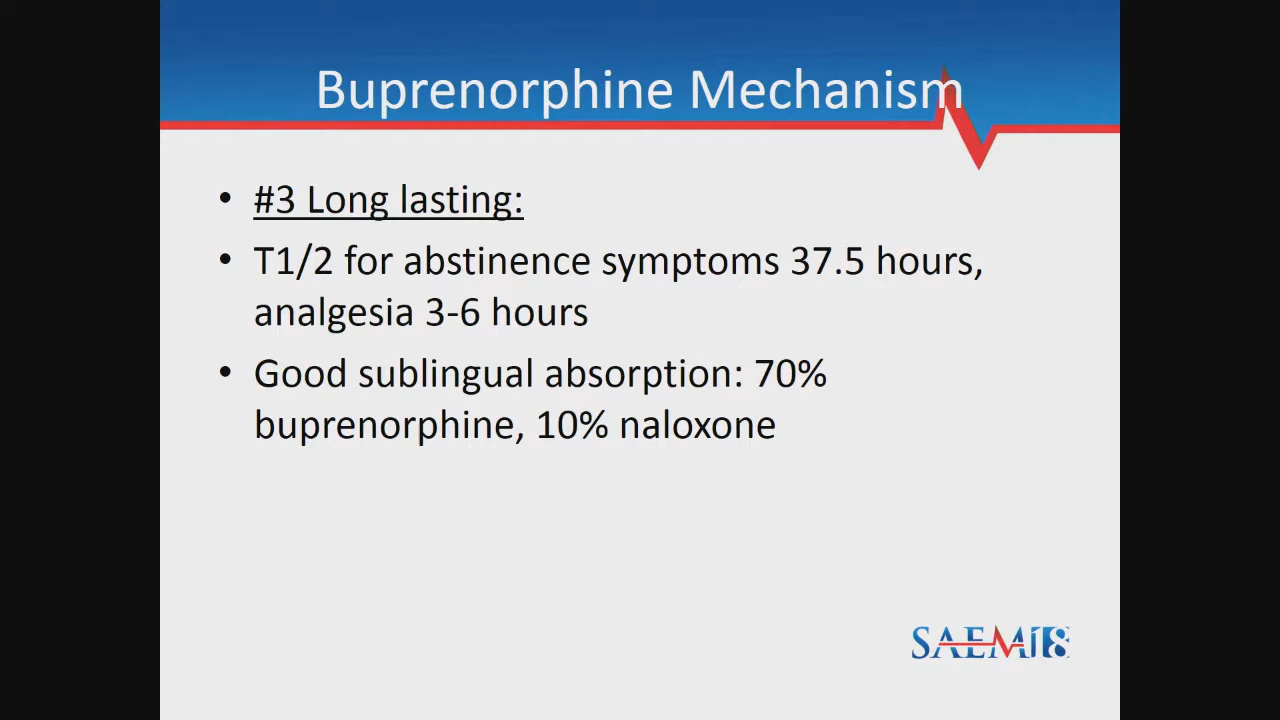 Buprenorphine Mechanism
• #3 Long lasting:
• T1/2 for abstinence symptoms 37.5 hours,
analgesia 3-6 hours
• Good sublingual absorption: 70%
buprenorphine, 10% naloxone
SAEM18